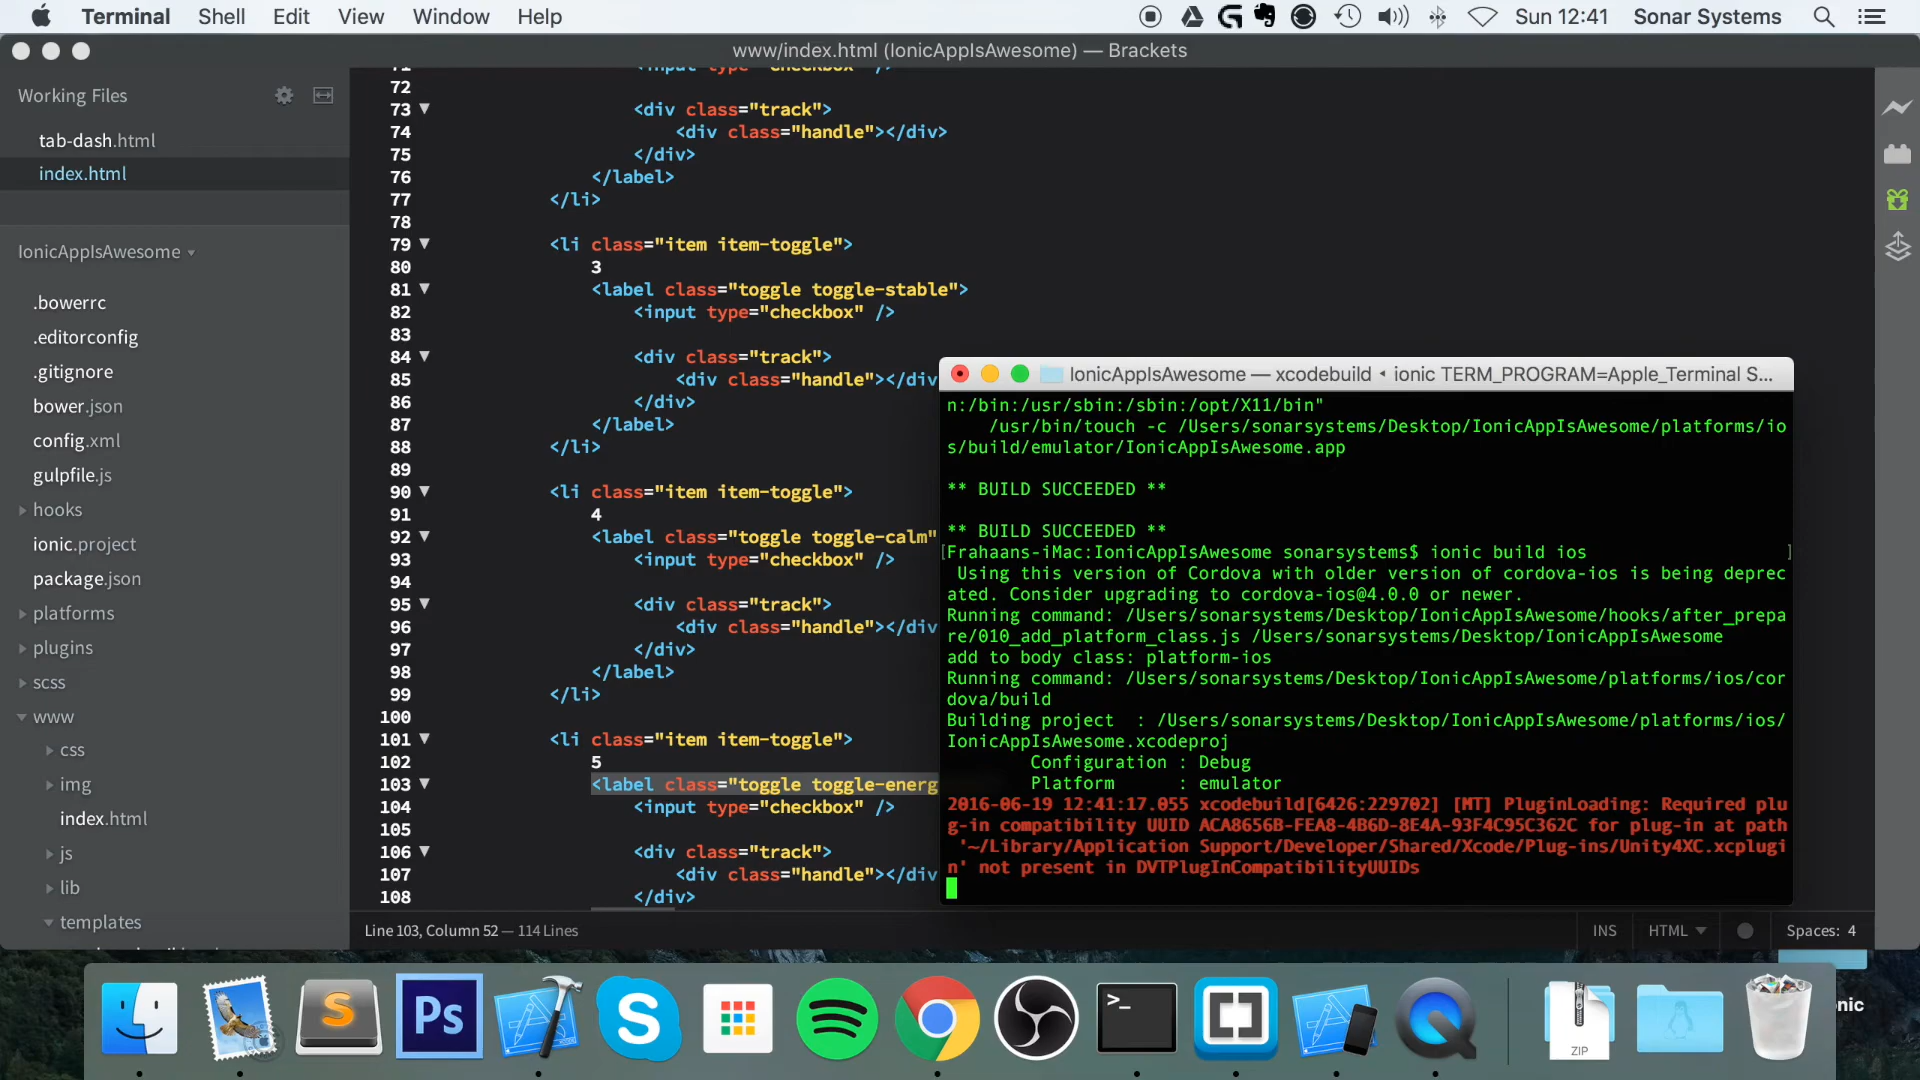 Terminal Shell Edit View Window Help Sun 12:41 Sonar Systems
www/index.html (IonicAppIsAwesome) — Brackets
Working Files
tab-dash.html
index.html
IonicAppIsAwesome
.bowerrc
.editorconfig
.gitignore
bower.json
config.xml
gulpfile.js
hooks
ionic.project
package.json
platforms
plugins
scss
www
css
img
index.html
js
lib
templates
71 <input type="checkbox" />
72
73 <div class="track">
74 <div class="handle"></div>
75 </div>
76 </label>
77 </li>
78
79 <li class="item item-toggle">
80 3
81 <label class="toggle toggle-stable">
82 <input type="checkbox" />
83
84 <div class="track">
85 <div class="handle"></div
86 </div>
87 </label>
88 </li>
89
90 <li class="item item-toggle">
91 4
92 <label class="toggle toggle-calm"
93 <input type="checkbox" />
94
95 <div class="track">
96 <div class="handle"></div
97 </div>
98 </label>
99 </li>
100
101 <li class="item item-toggle">
102 5
103 <label class="toggle toggle-energ
104 <input type="checkbox" />
105
106 <div class="track">
107 <div class="handle"></div
108 </div>
Line 103, Column 52 — 114 Lines
INS HTML Spaces: 4
IonicAppIsAwesome — xcodebuild ◂ ionic TERM_PROGRAM=Apple_Terminal S...
n:/bin:/usr/sbin:/sbin:/opt/X11/bin"
/usr/bin/touch -c /Users/sonarsystems/Desktop/IonicAppIsAwesome/platforms/io
s/build/emulator/IonicAppIsAwesome.app
** BUILD SUCCEEDED **
** BUILD SUCCEEDED **
[Frahaans-iMac:IonicAppIsAwesome sonarsystems$ ionic build ios ]
Using this version of Cordova with older version of cordova-ios is being deprec
ated. Consider upgrading to cordova-ios@4.0.0 or newer.
Running command: /Users/sonarsystems/Desktop/IonicAppIsAwesome/hooks/after_prepa
re/010_add_platform_class.js /Users/sonarsystems/Desktop/IonicAppIsAwesome
add to body class: platform-ios
Running command: /Users/sonarsystems/Desktop/IonicAppIsAwesome/platforms/ios/cor
dova/build
Building project : /Users/sonarsystems/Desktop/IonicAppIsAwesome/platforms/ios/
IonicAppIsAwesome.xcodeproj
Configuration : Debug
Platform : emulator
2016-06-19 12:41:17.055 xcodebuild[6426:229702] [MT] PluginLoading: Required plu
g-in compatibility UUID ACA8656B-FEA8-4B6D-8E4A-93F4C95C362C for plug-in at path
'~/Library/Application Support/Developer/Shared/Xcode/Plug-ins/Unity4XC.xcplugi
n' not present in DVTPlugInCompatibilityUUIDs
S
Ps
S
>_
ZIP
nic